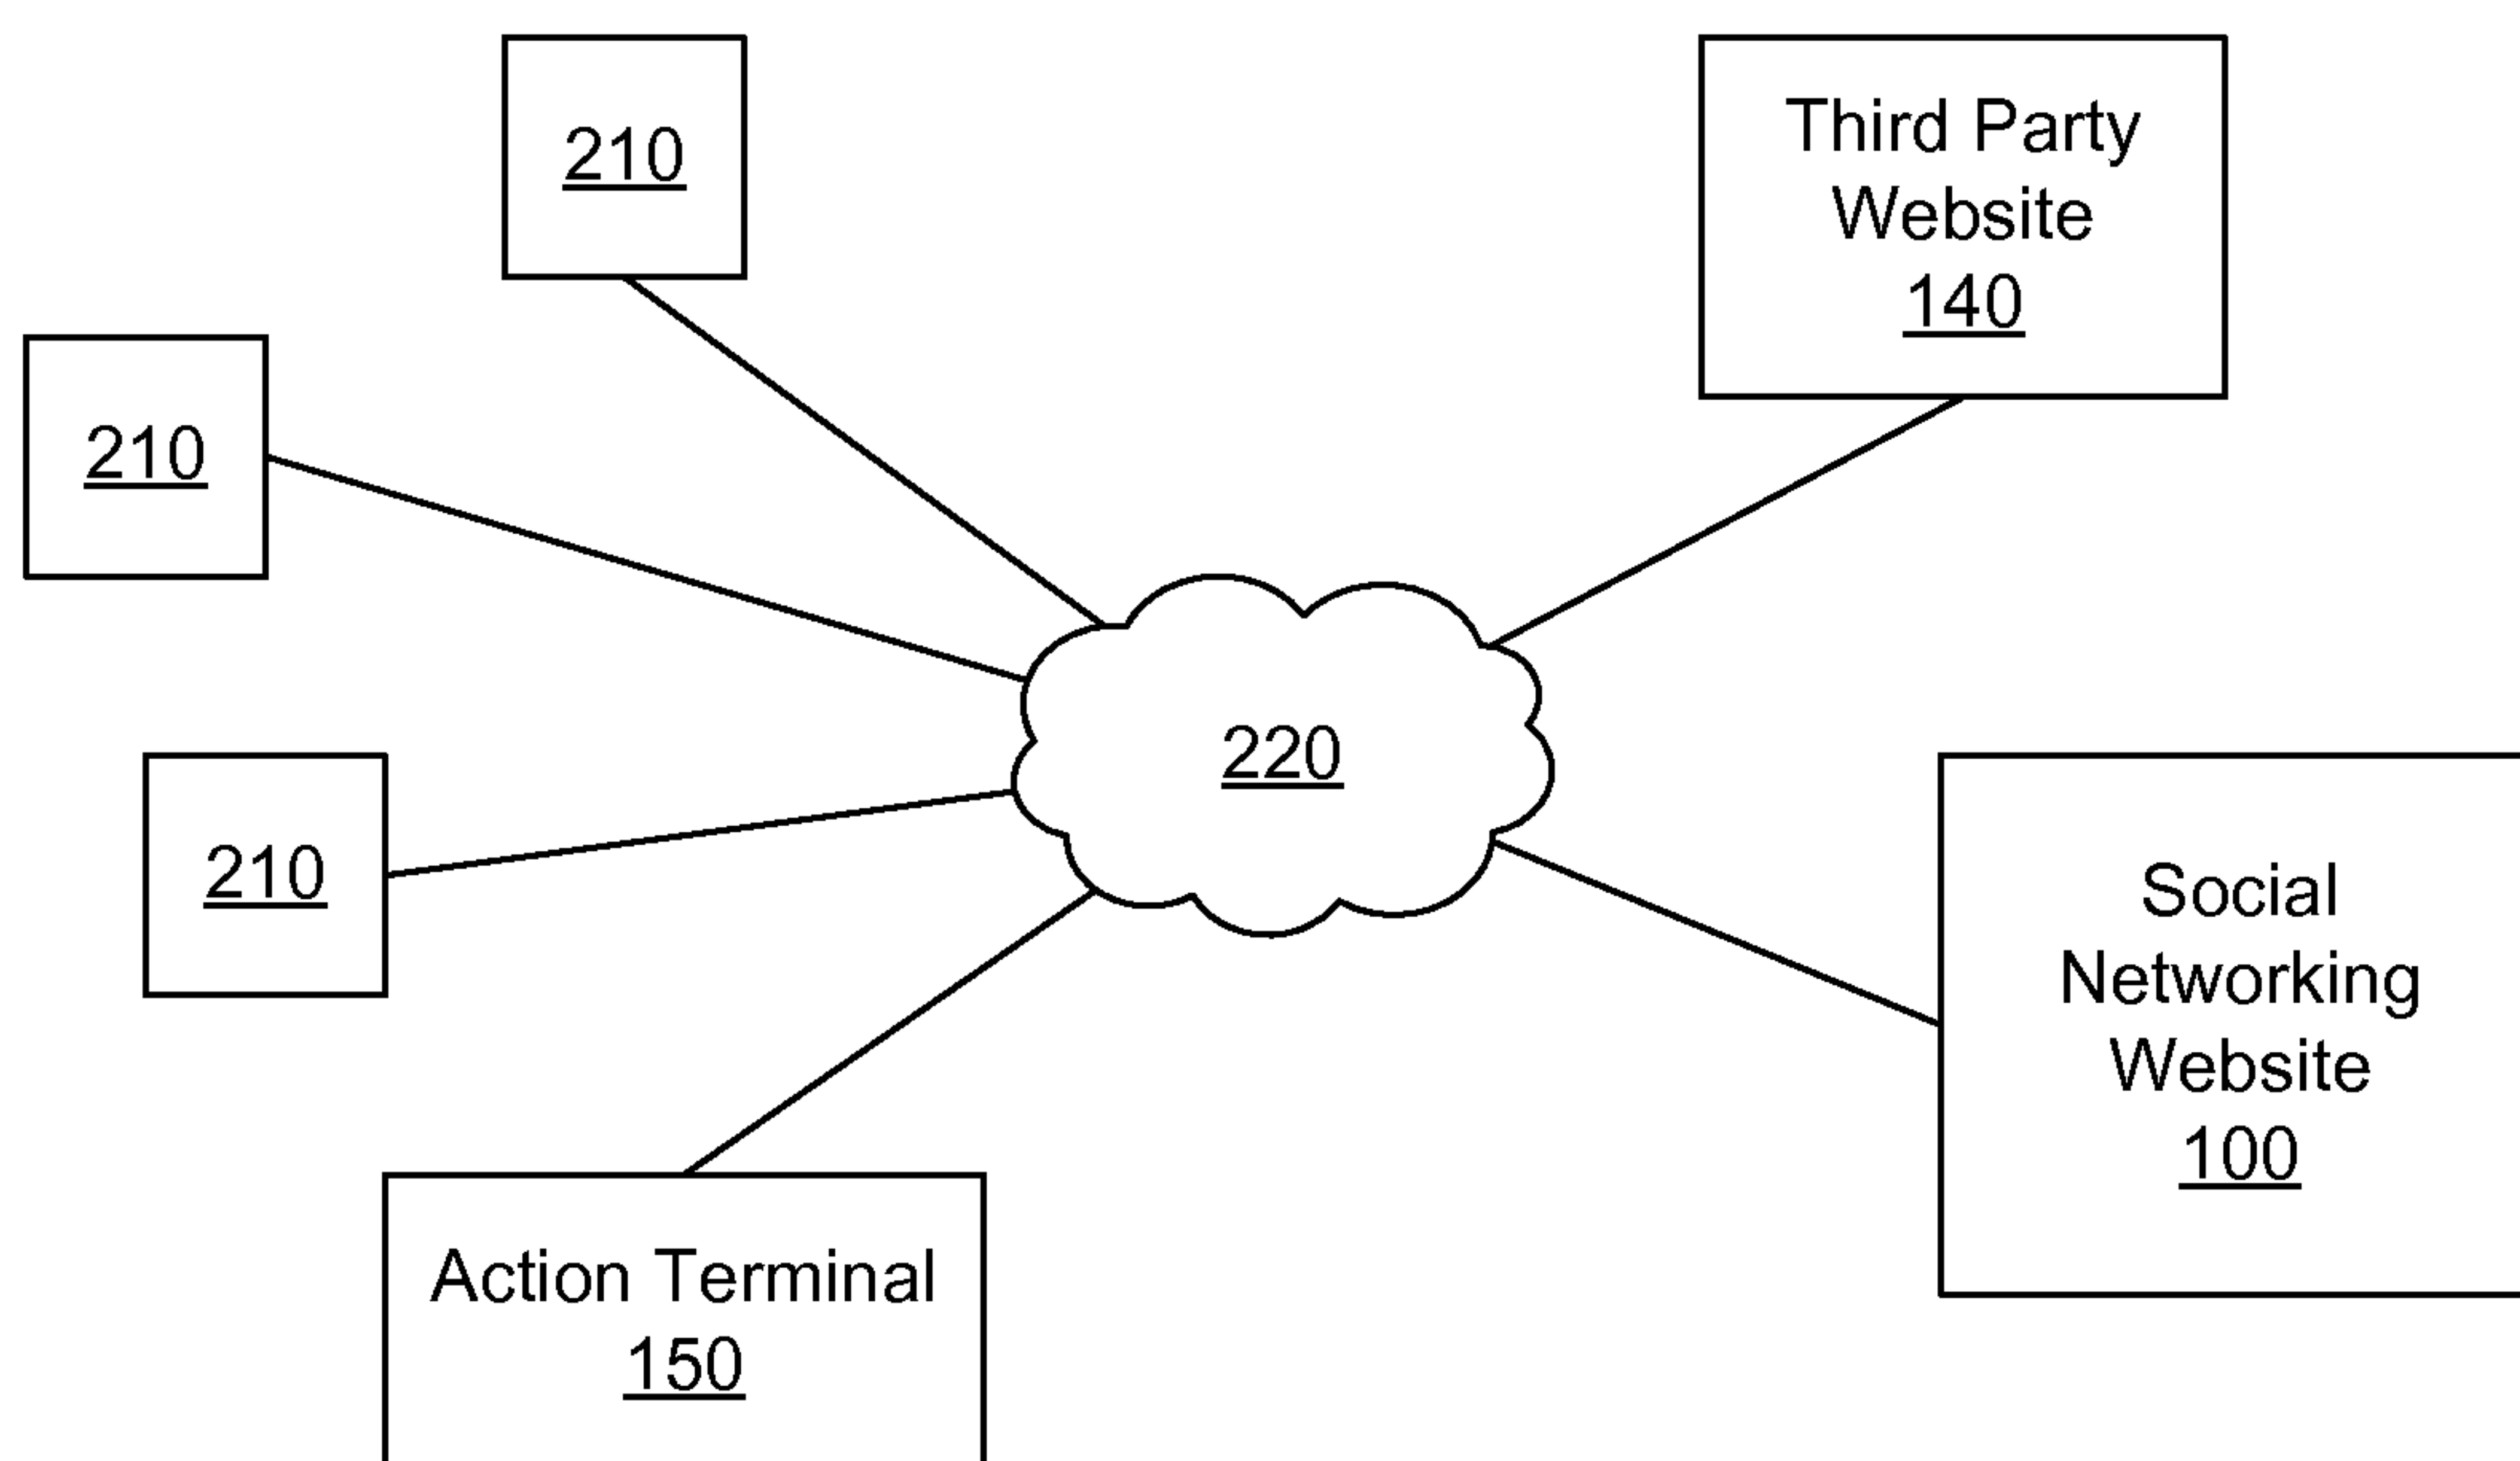 210
Third Party
Website
140
210
220
210
Social
Networking
Website
100
Action Terminal
150